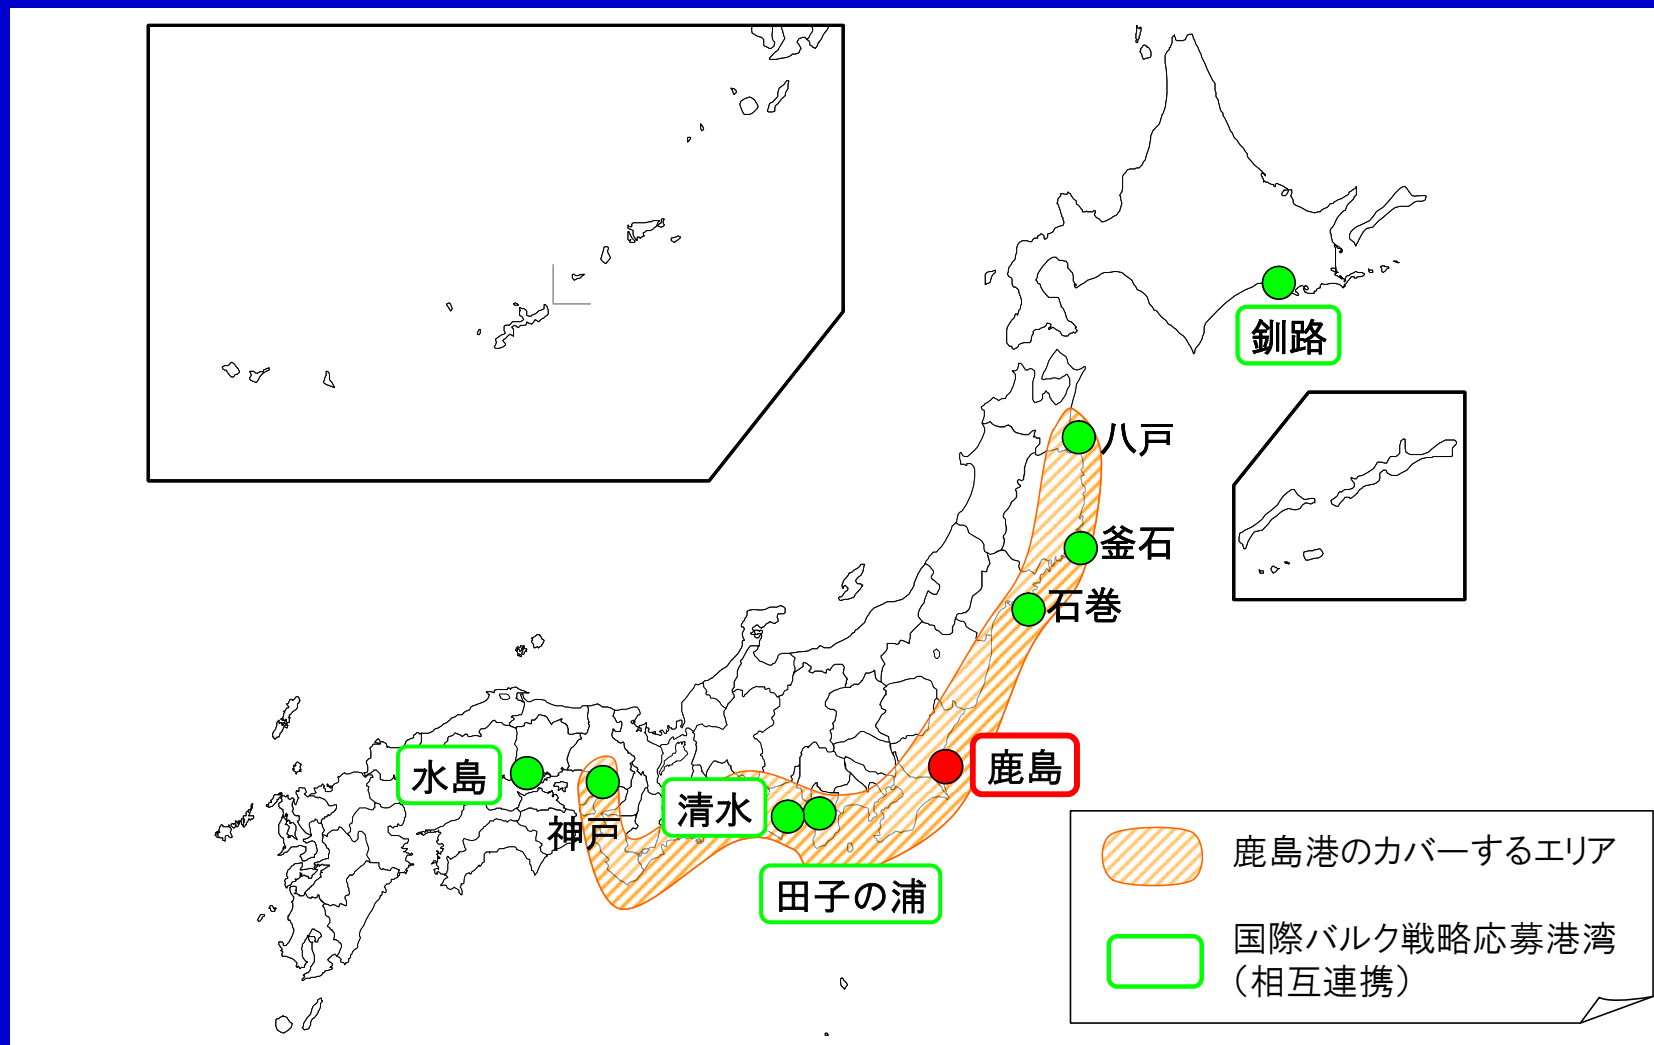 釧路
八戸
釜石
石巻
鹿島
水島
神戸
清水
田子の浦
鹿島港のカバーするエリア
国際バルク戦略応募港湾
（相互連携）